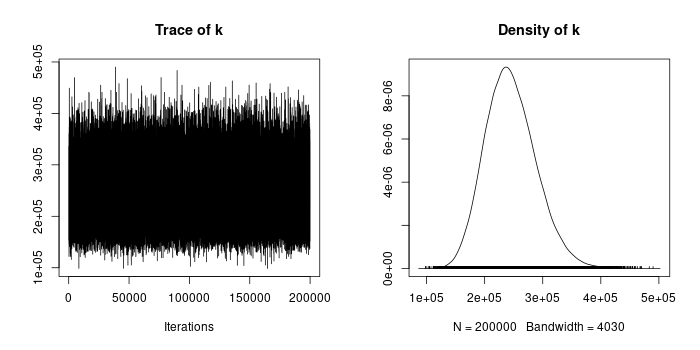 Trace of k
5e+05
4e+05
3e+05
2e+05
1e+05
0 50000 100000 150000 200000
Iterations
Density of k
8e-06
6e-06
4e-06
0e+00
1e+05 2e+05 3e+05 4e+05 5e+05
N = 200000 Bandwidth = 4030